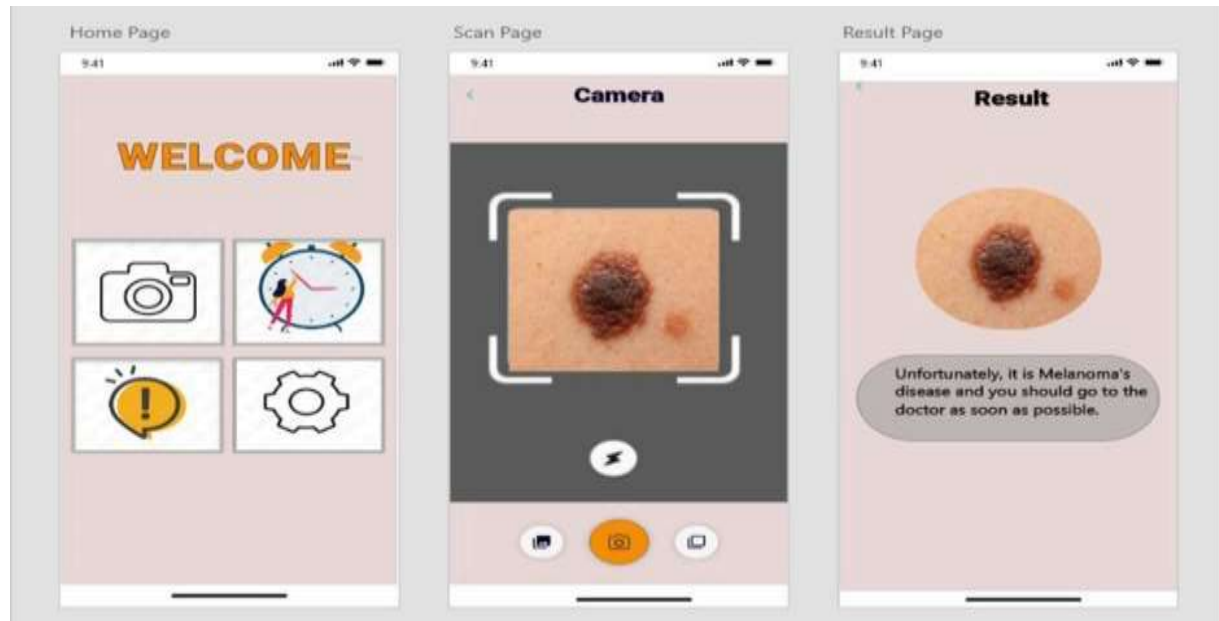 Home Page
9:41
WELCOME
Scan Page
9:41
Camera
Result Page
9:41
Result
Unfortunately, it is Melanoma's
disease and you should go to the
doctor as soon as possible.